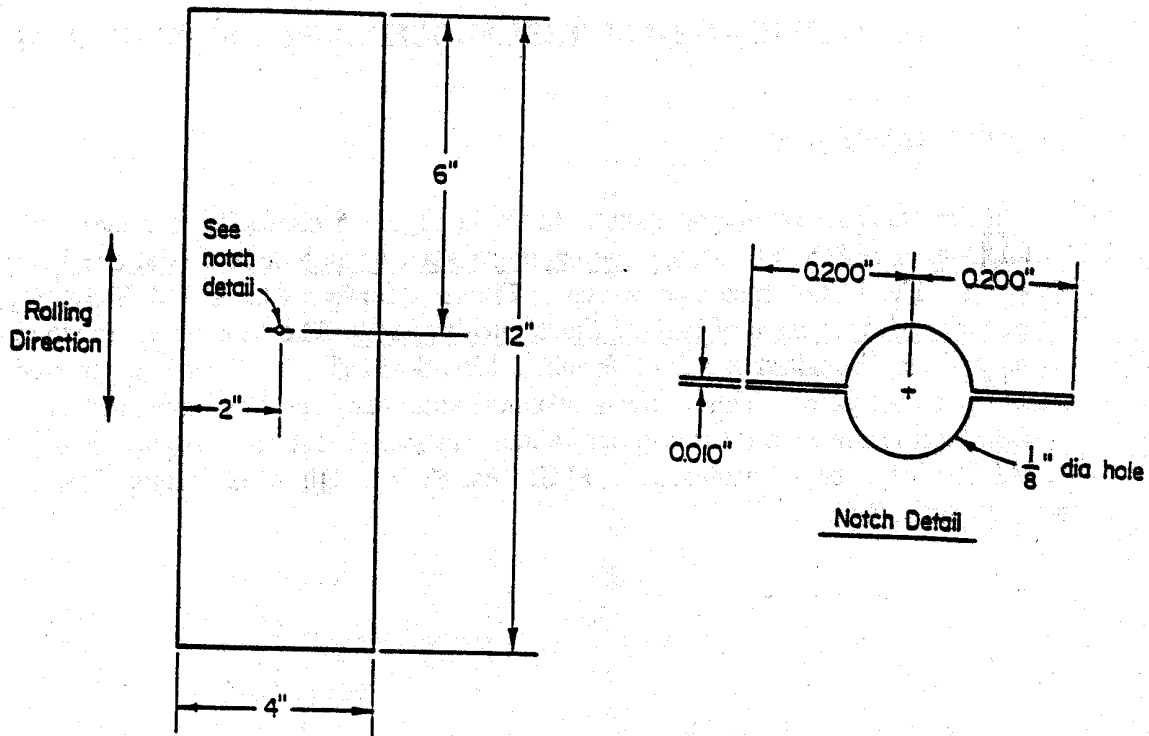 6"
See
notch
detail
Rolling
Direction
12"
2"
4"
0.200"
0.200"
0.010"
1/8" dia hole
Notch Detail